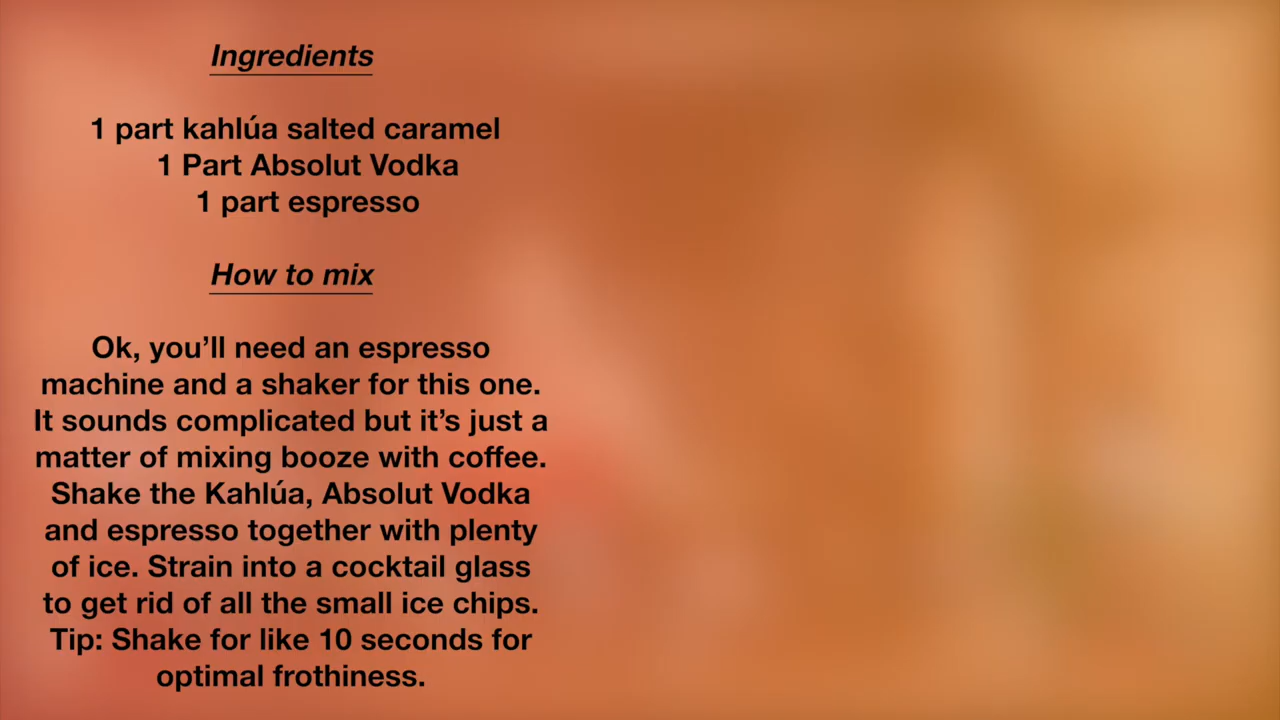 Ingredients
1 part kahlúa salted caramel
1 Part Absolut Vodka
1 part espresso
How to mix
Ok, you’ll need an espresso
machine and a shaker for this one.
It sounds complicated but it’s just a
matter of mixing booze with coffee.
Shake the Kahlúa, Absolut Vodka
and espresso together with plenty
of ice. Strain into a cocktail glass
to get rid of all the small ice chips.
Tip: Shake for like 10 seconds for
optimal frothiness.